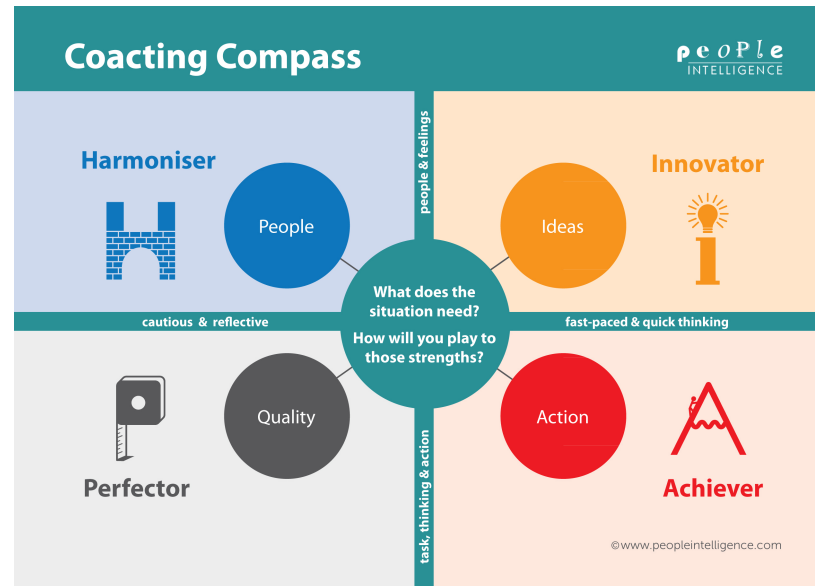 Coacting Compass
peOPle
INTELLIGENCE
people & feelings
Harmoniser
People
Innovator
Ideas
What does the
situation need?
How will you play to
those strengths?
cautious & reflective
fast-paced & quick thinking
Quality
Perfector
Action
Achiever
task, thinking & action
©www.peopleintelligence.com